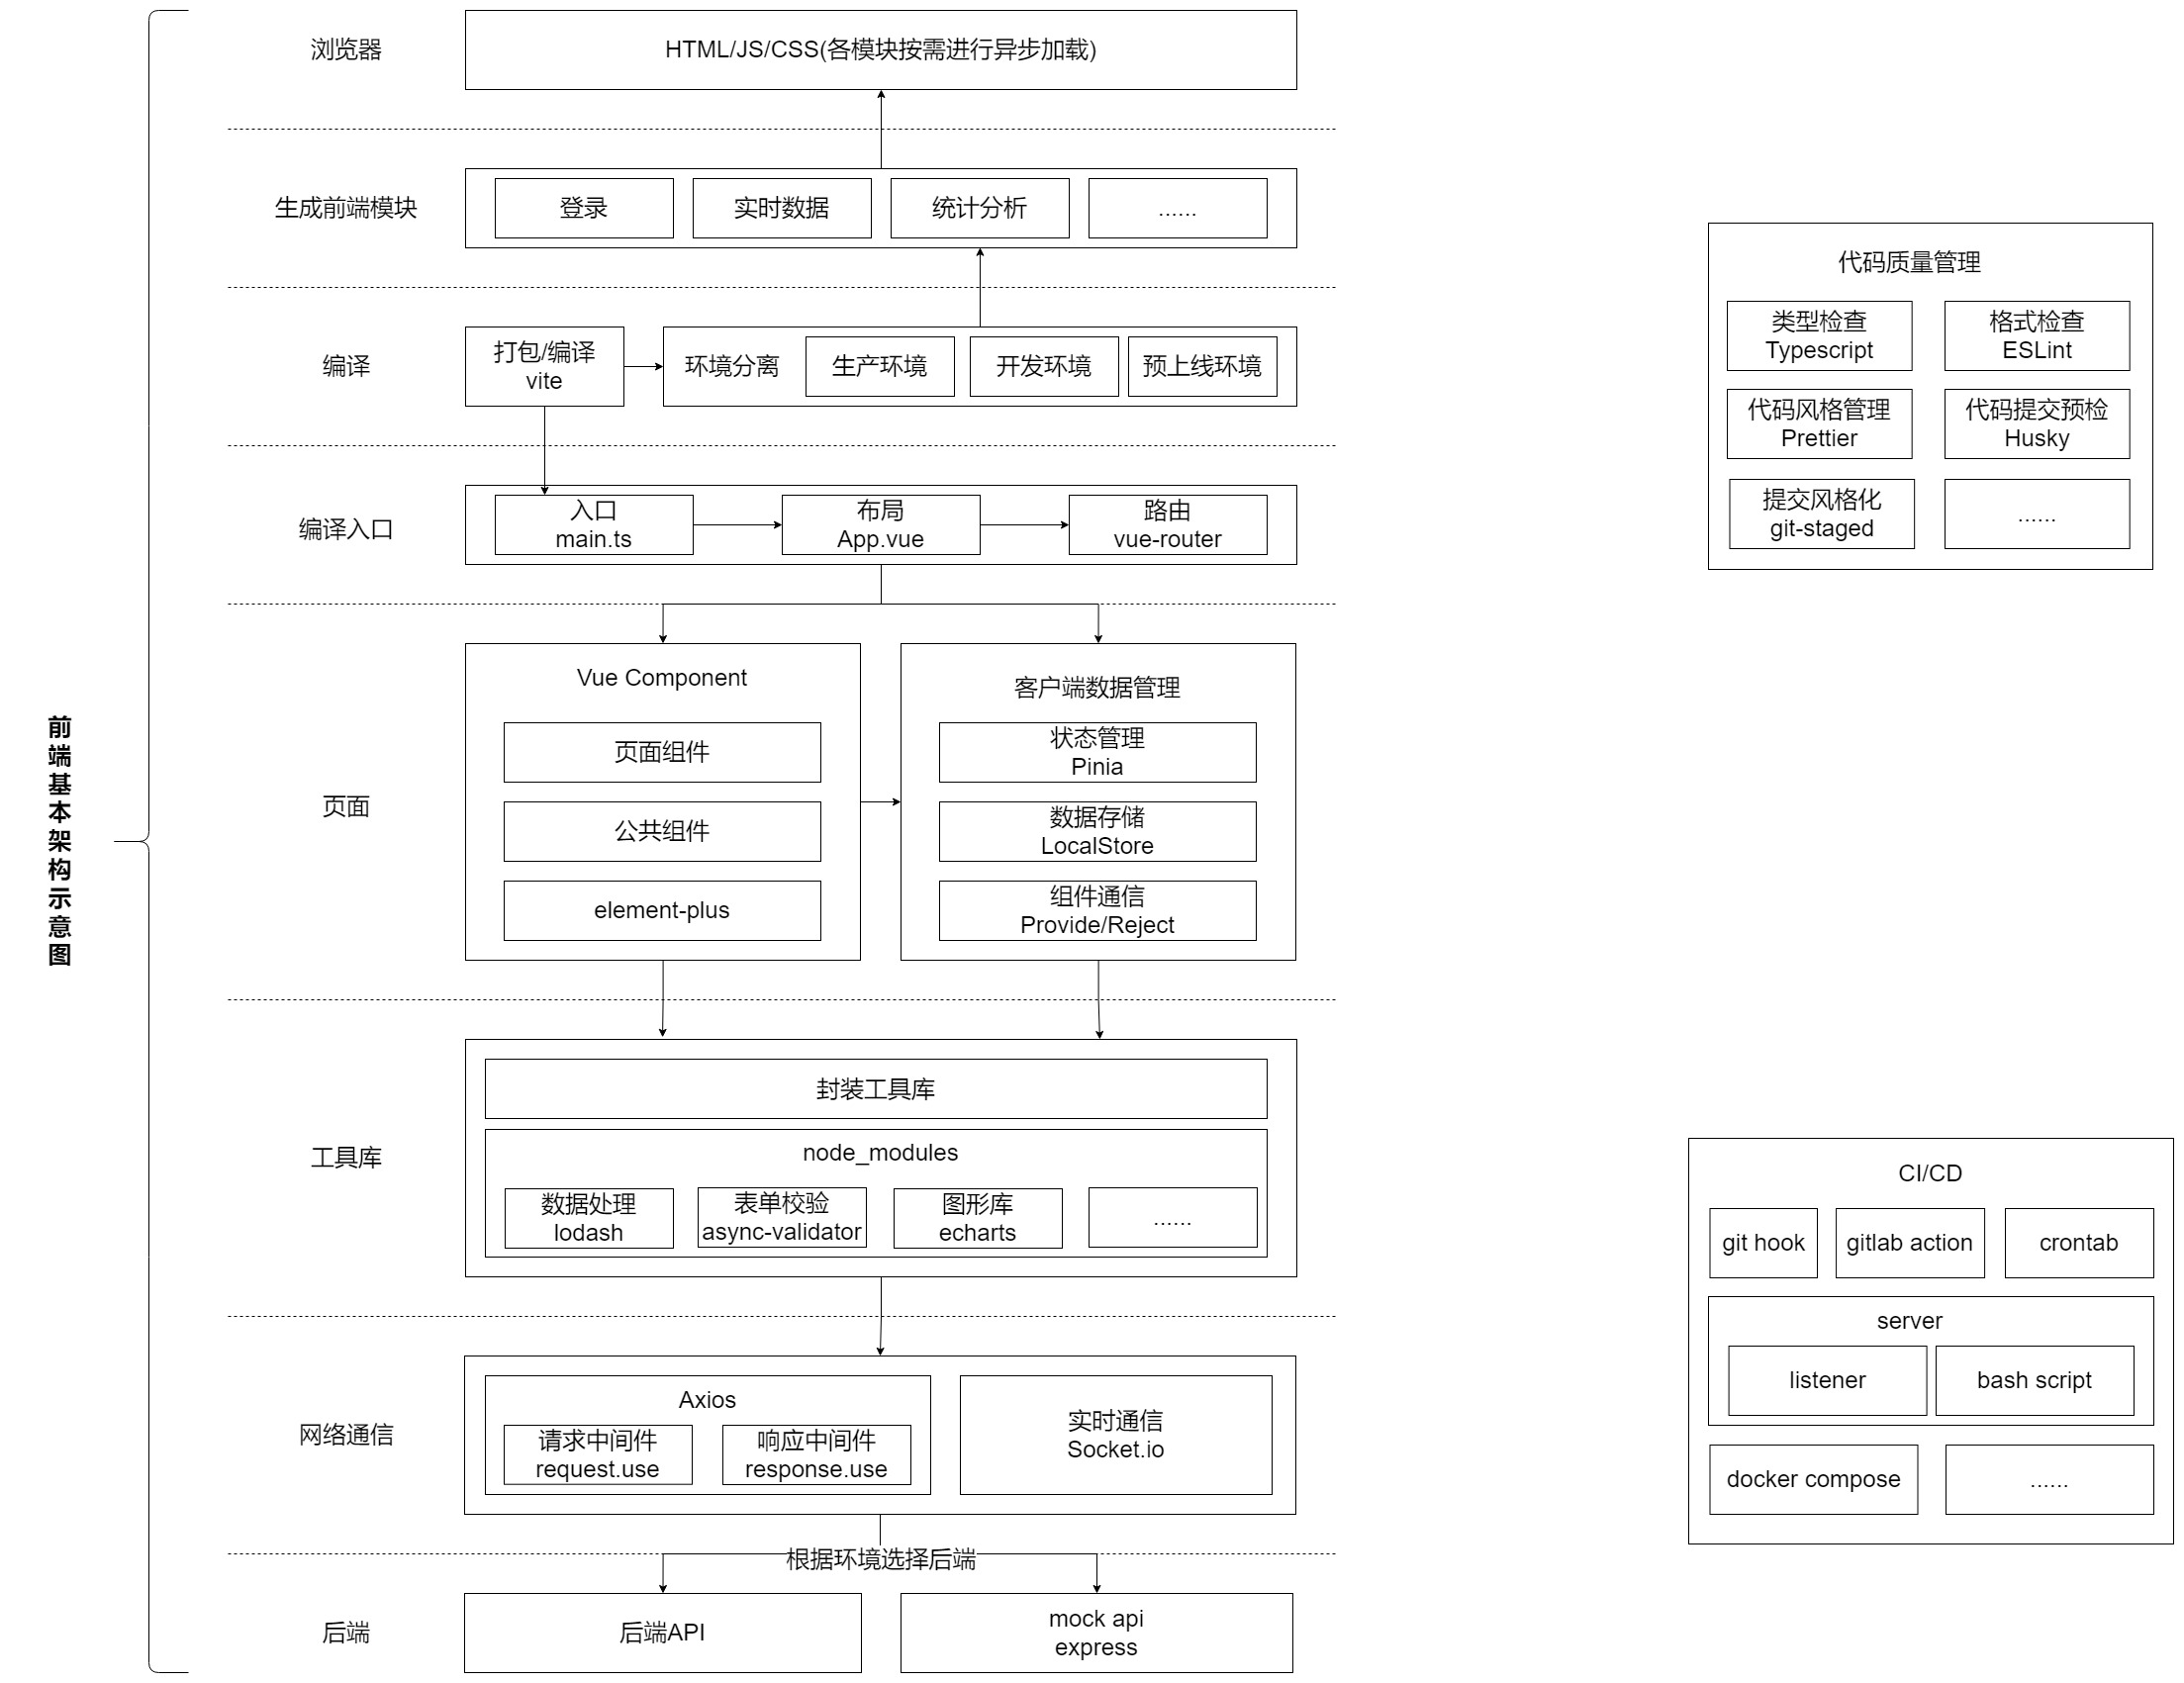 前
端
基
本
架
构
示
意
图
浏览器
HTML/JS/CSS(各模块按需进行异步加载)
生成前端模块
登录
实时数据
统计分析
......
编译
打包/编译
vite
环境分离
生产环境
开发环境
预上线环境
编译入口
入口
main.ts
布局
App.vue
路由
vue-router
页面
Vue Component
页面组件
公共组件
element-plus
客户端数据管理
状态管理
Pinia
数据存储
LocalStore
组件通信
Provide/Reject
工具库
封装工具库
node_modules
数据处理
lodash
表单校验
async-validator
图形库
echarts
......
网络通信
Axios
请求中间件
request.use
响应中间件
response.use
实时通信
Socket.io
根据环境选择后端
后端
后端API
mock api
express
代码质量管理
类型检查
Typescript
格式检查
ESLint
代码风格管理
Prettier
代码提交预检
Husky
提交风格化
git-staged
......
CI/CD
git hook
gitlab action
crontab
server
listener
bash script
docker compose
......